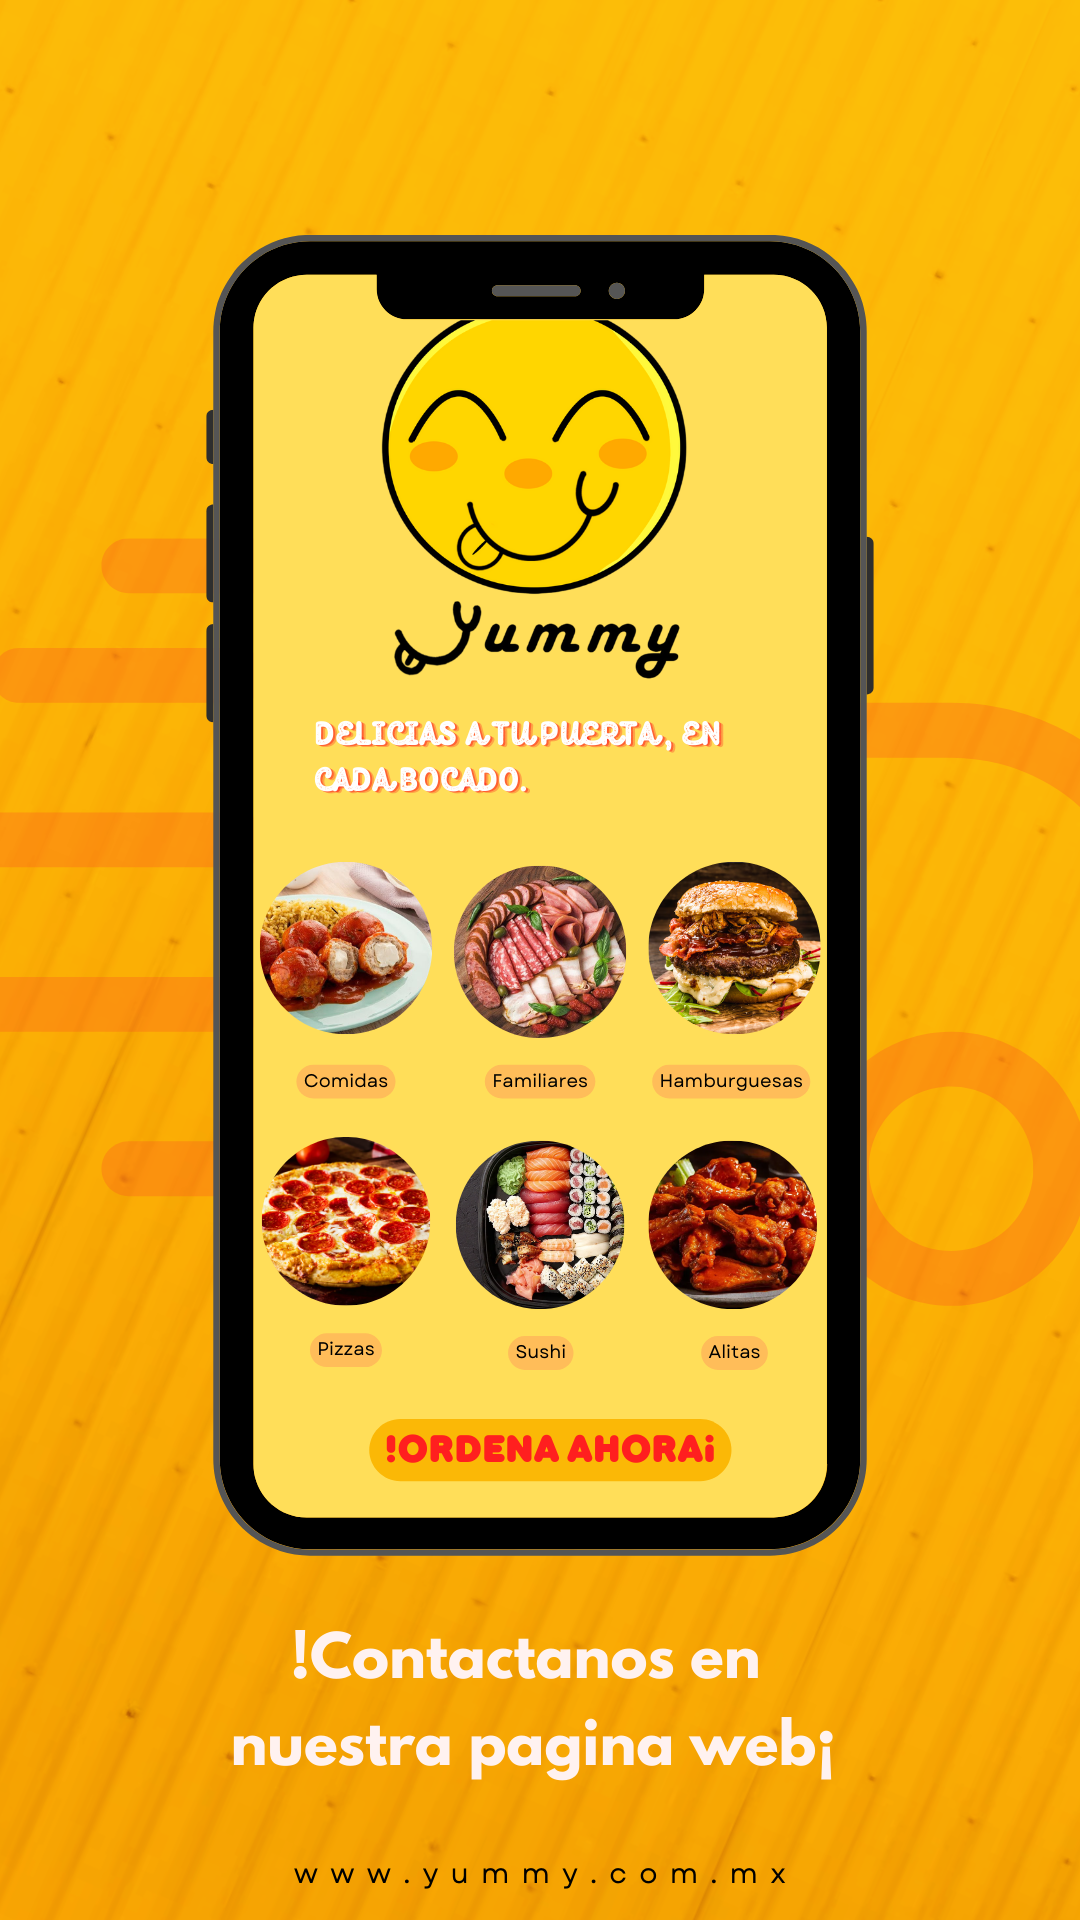 Yummy
DELICIAS A TU PUERTA, EN
CADA BOCADO.
Comidas
Familiares
Hamburguesas
Pizzas
Sushi
Alitas
!ORDENA AHORA¡
!Contactanos en
nuestra pagina web¡
www.yummy.com.mx